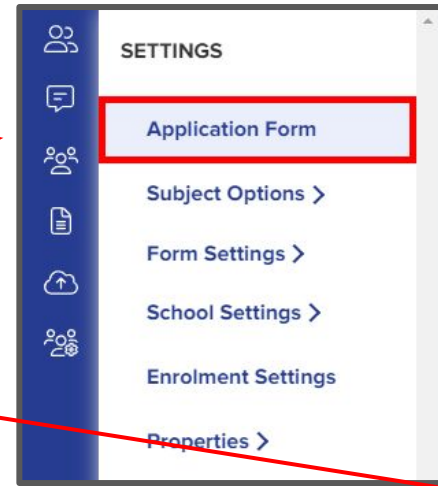 SETTINGS
Application Form
Subject Options >
Form Settings >
School Settings >
Enrolment Settings
Properties >